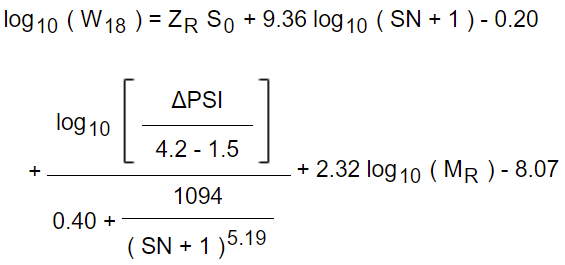 log10 ( W18 ) = ZR S0 + 9.36 log10 ( SN + 1 ) - 0.20
log10 [ ΔPSI
4.2 - 1.5 ]
+ 
0.40 + 1094
( SN + 1 )5.19
+ 2.32 log10 ( MR ) - 8.07